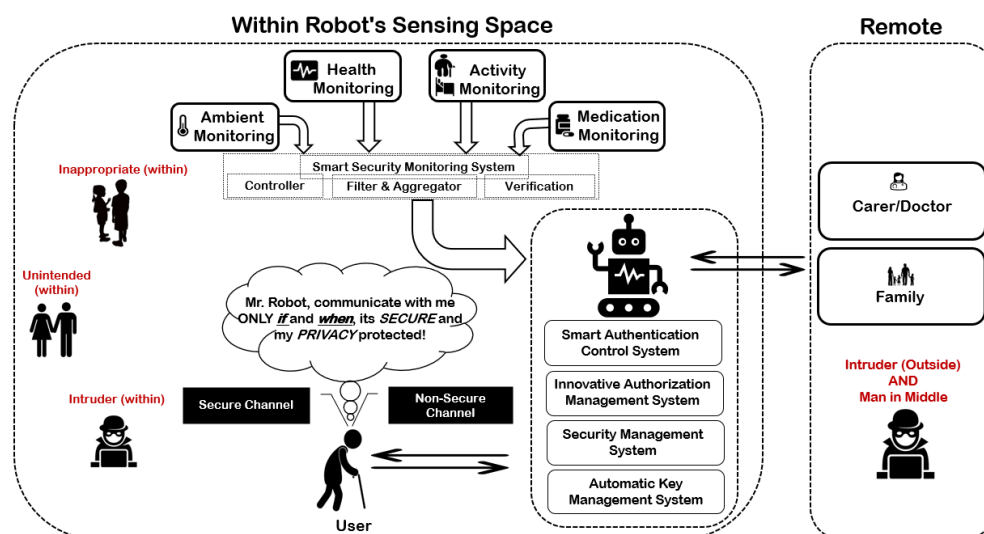 Within Robot's Sensing Space
Remote
Health
Monitoring
Activity
Monitoring
Ambient
Monitoring
Medication
Monitoring
Smart Security Monitoring System
Controller
Filter & Aggregator
Verification
Inappropriate (within)
Unintended
(within)
Intruder (within)
Mr. Robot, communicate with me
ONLY if and when, its SECURE and
my PRIVACY protected!
Secure Channel
Non-Secure
Channel
User
Smart Authentication
Control System
Innovative Authorization
Management System
Security Management
System
Automatic Key
Management System
Carer/Doctor
Family
Intruder (Outside)
AND
Man in Middle